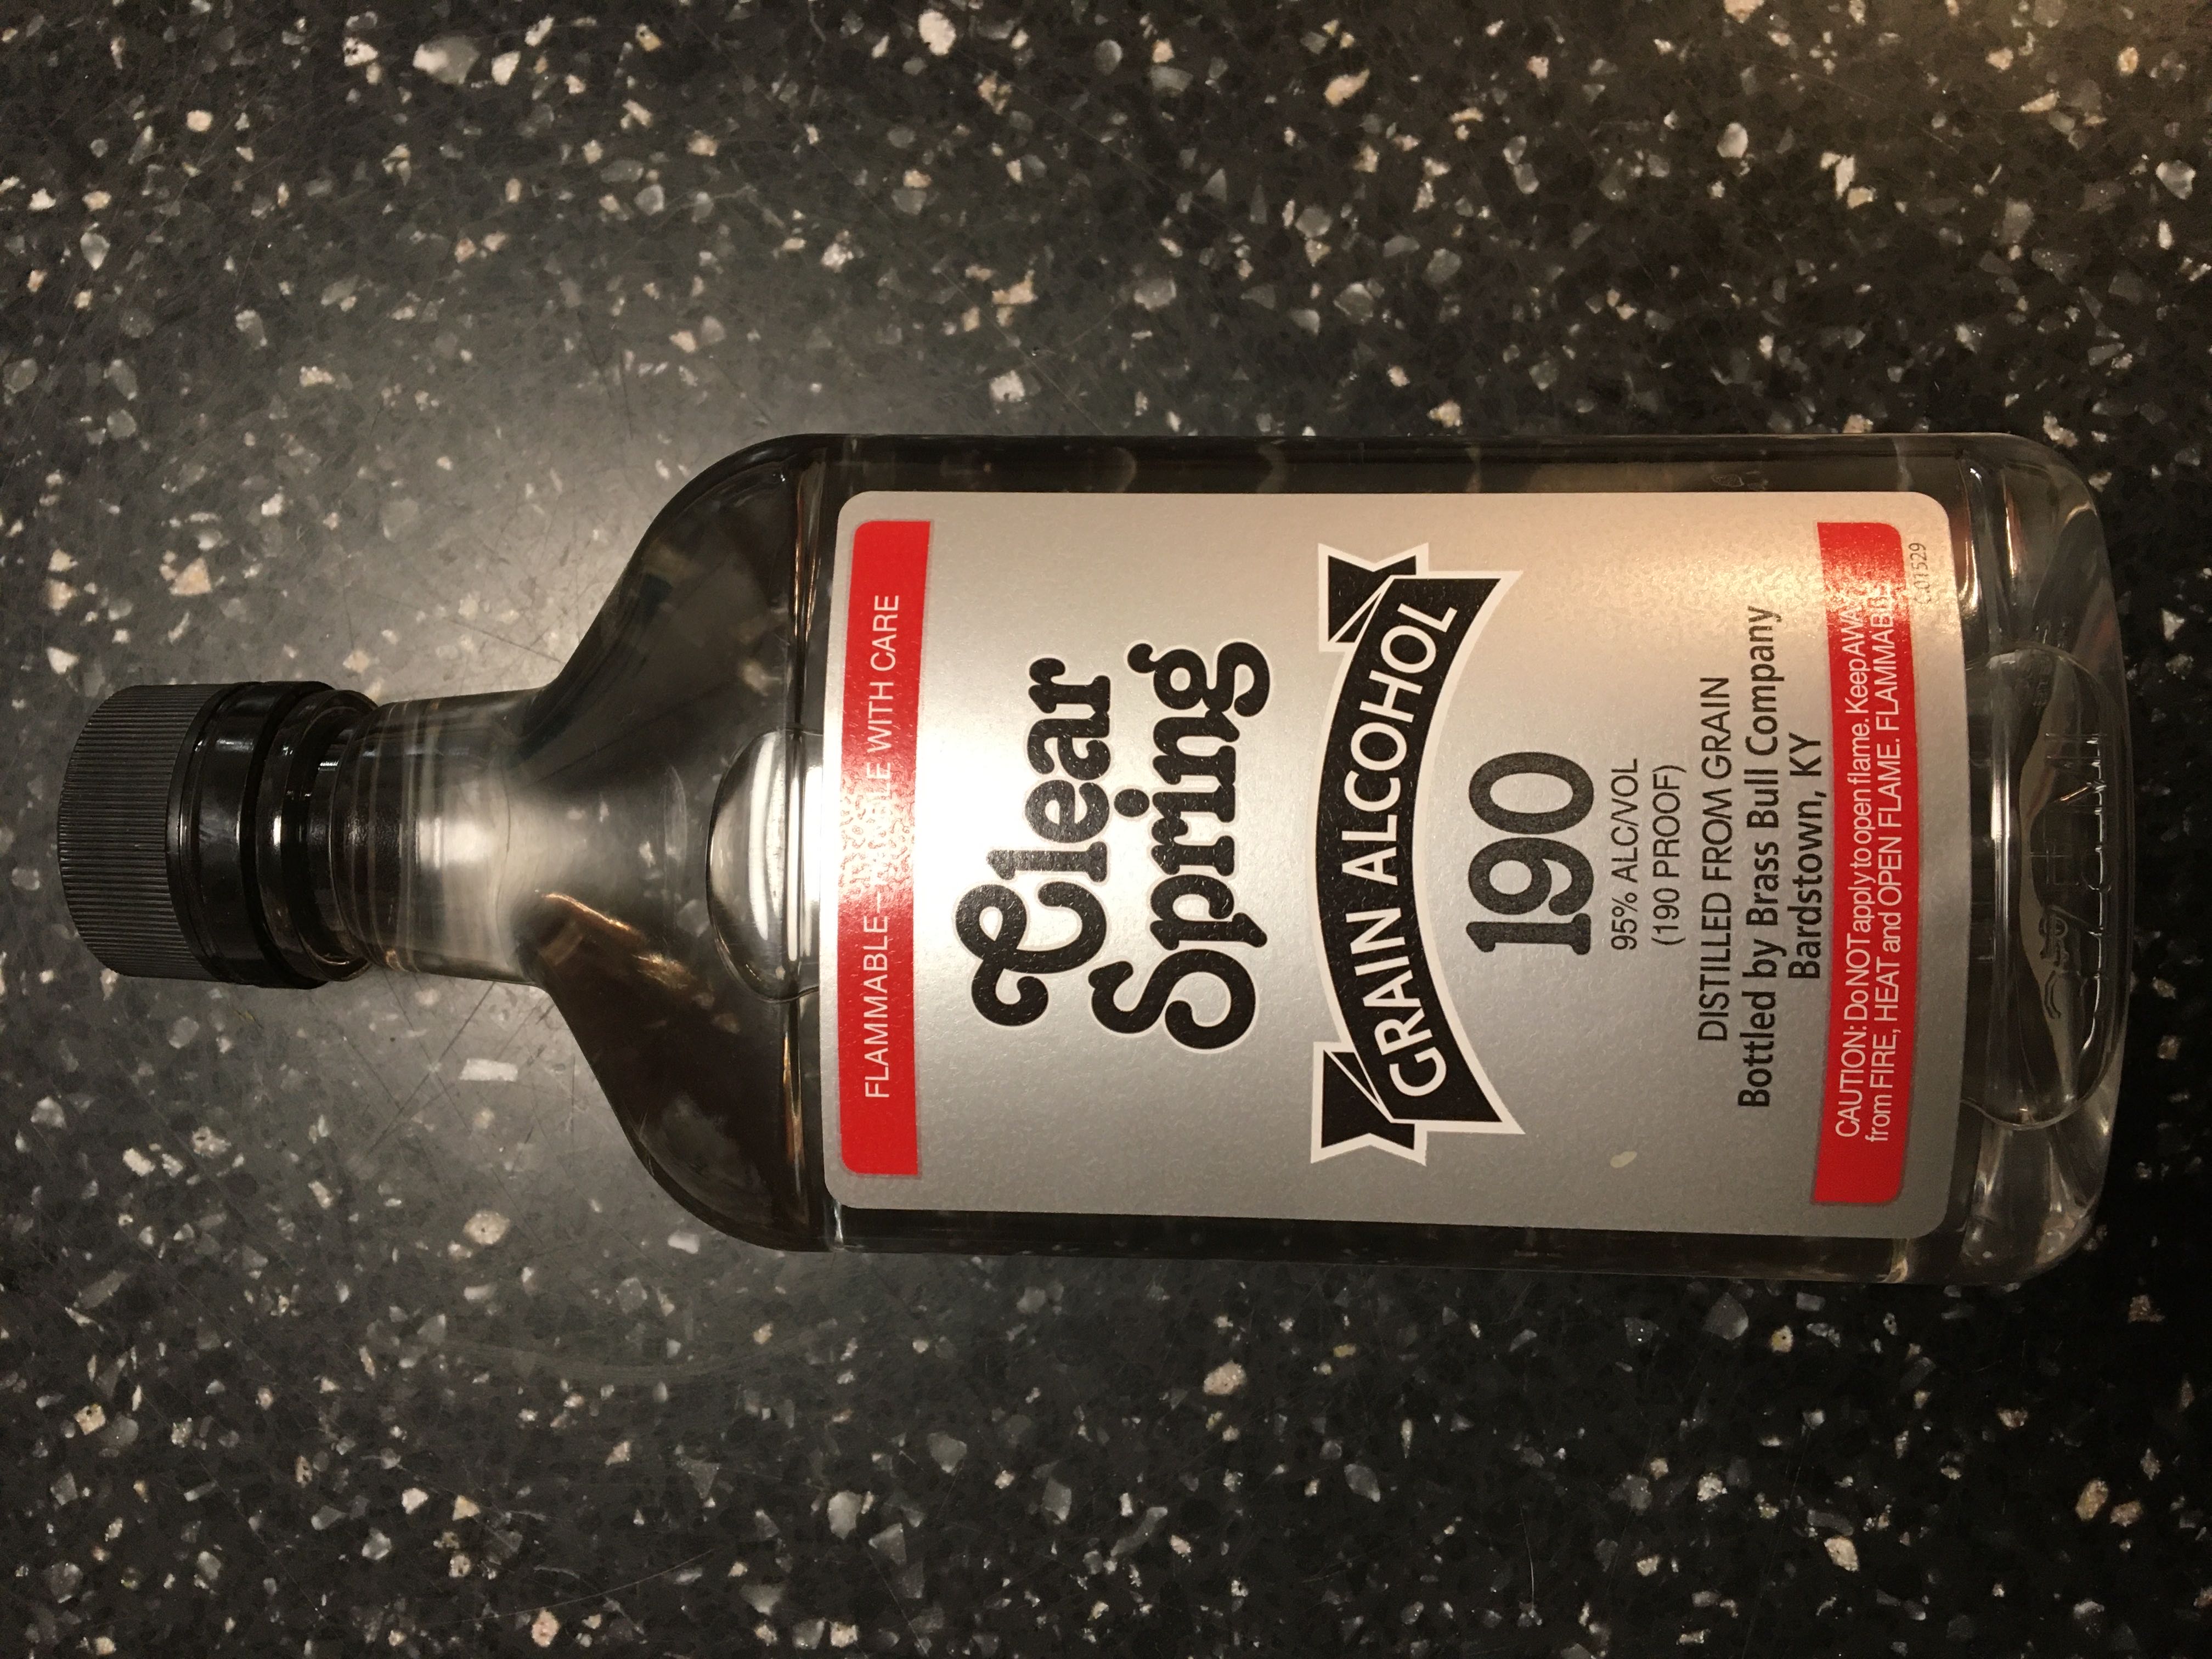 FLAMMABLE—HANDLE WITH CARE
Clear
Spring
GRAIN ALCOHOL
190
95% ALC/VOL
(190 PROOF)
DISTILLED FROM GRAIN
Bottled by Brass Bull Company
Bardstown, KY
CAUTION: Do NOT apply to open flame. Keep AWAY
from FIRE, HEAT and OPEN FLAME. FLAMMABLE.